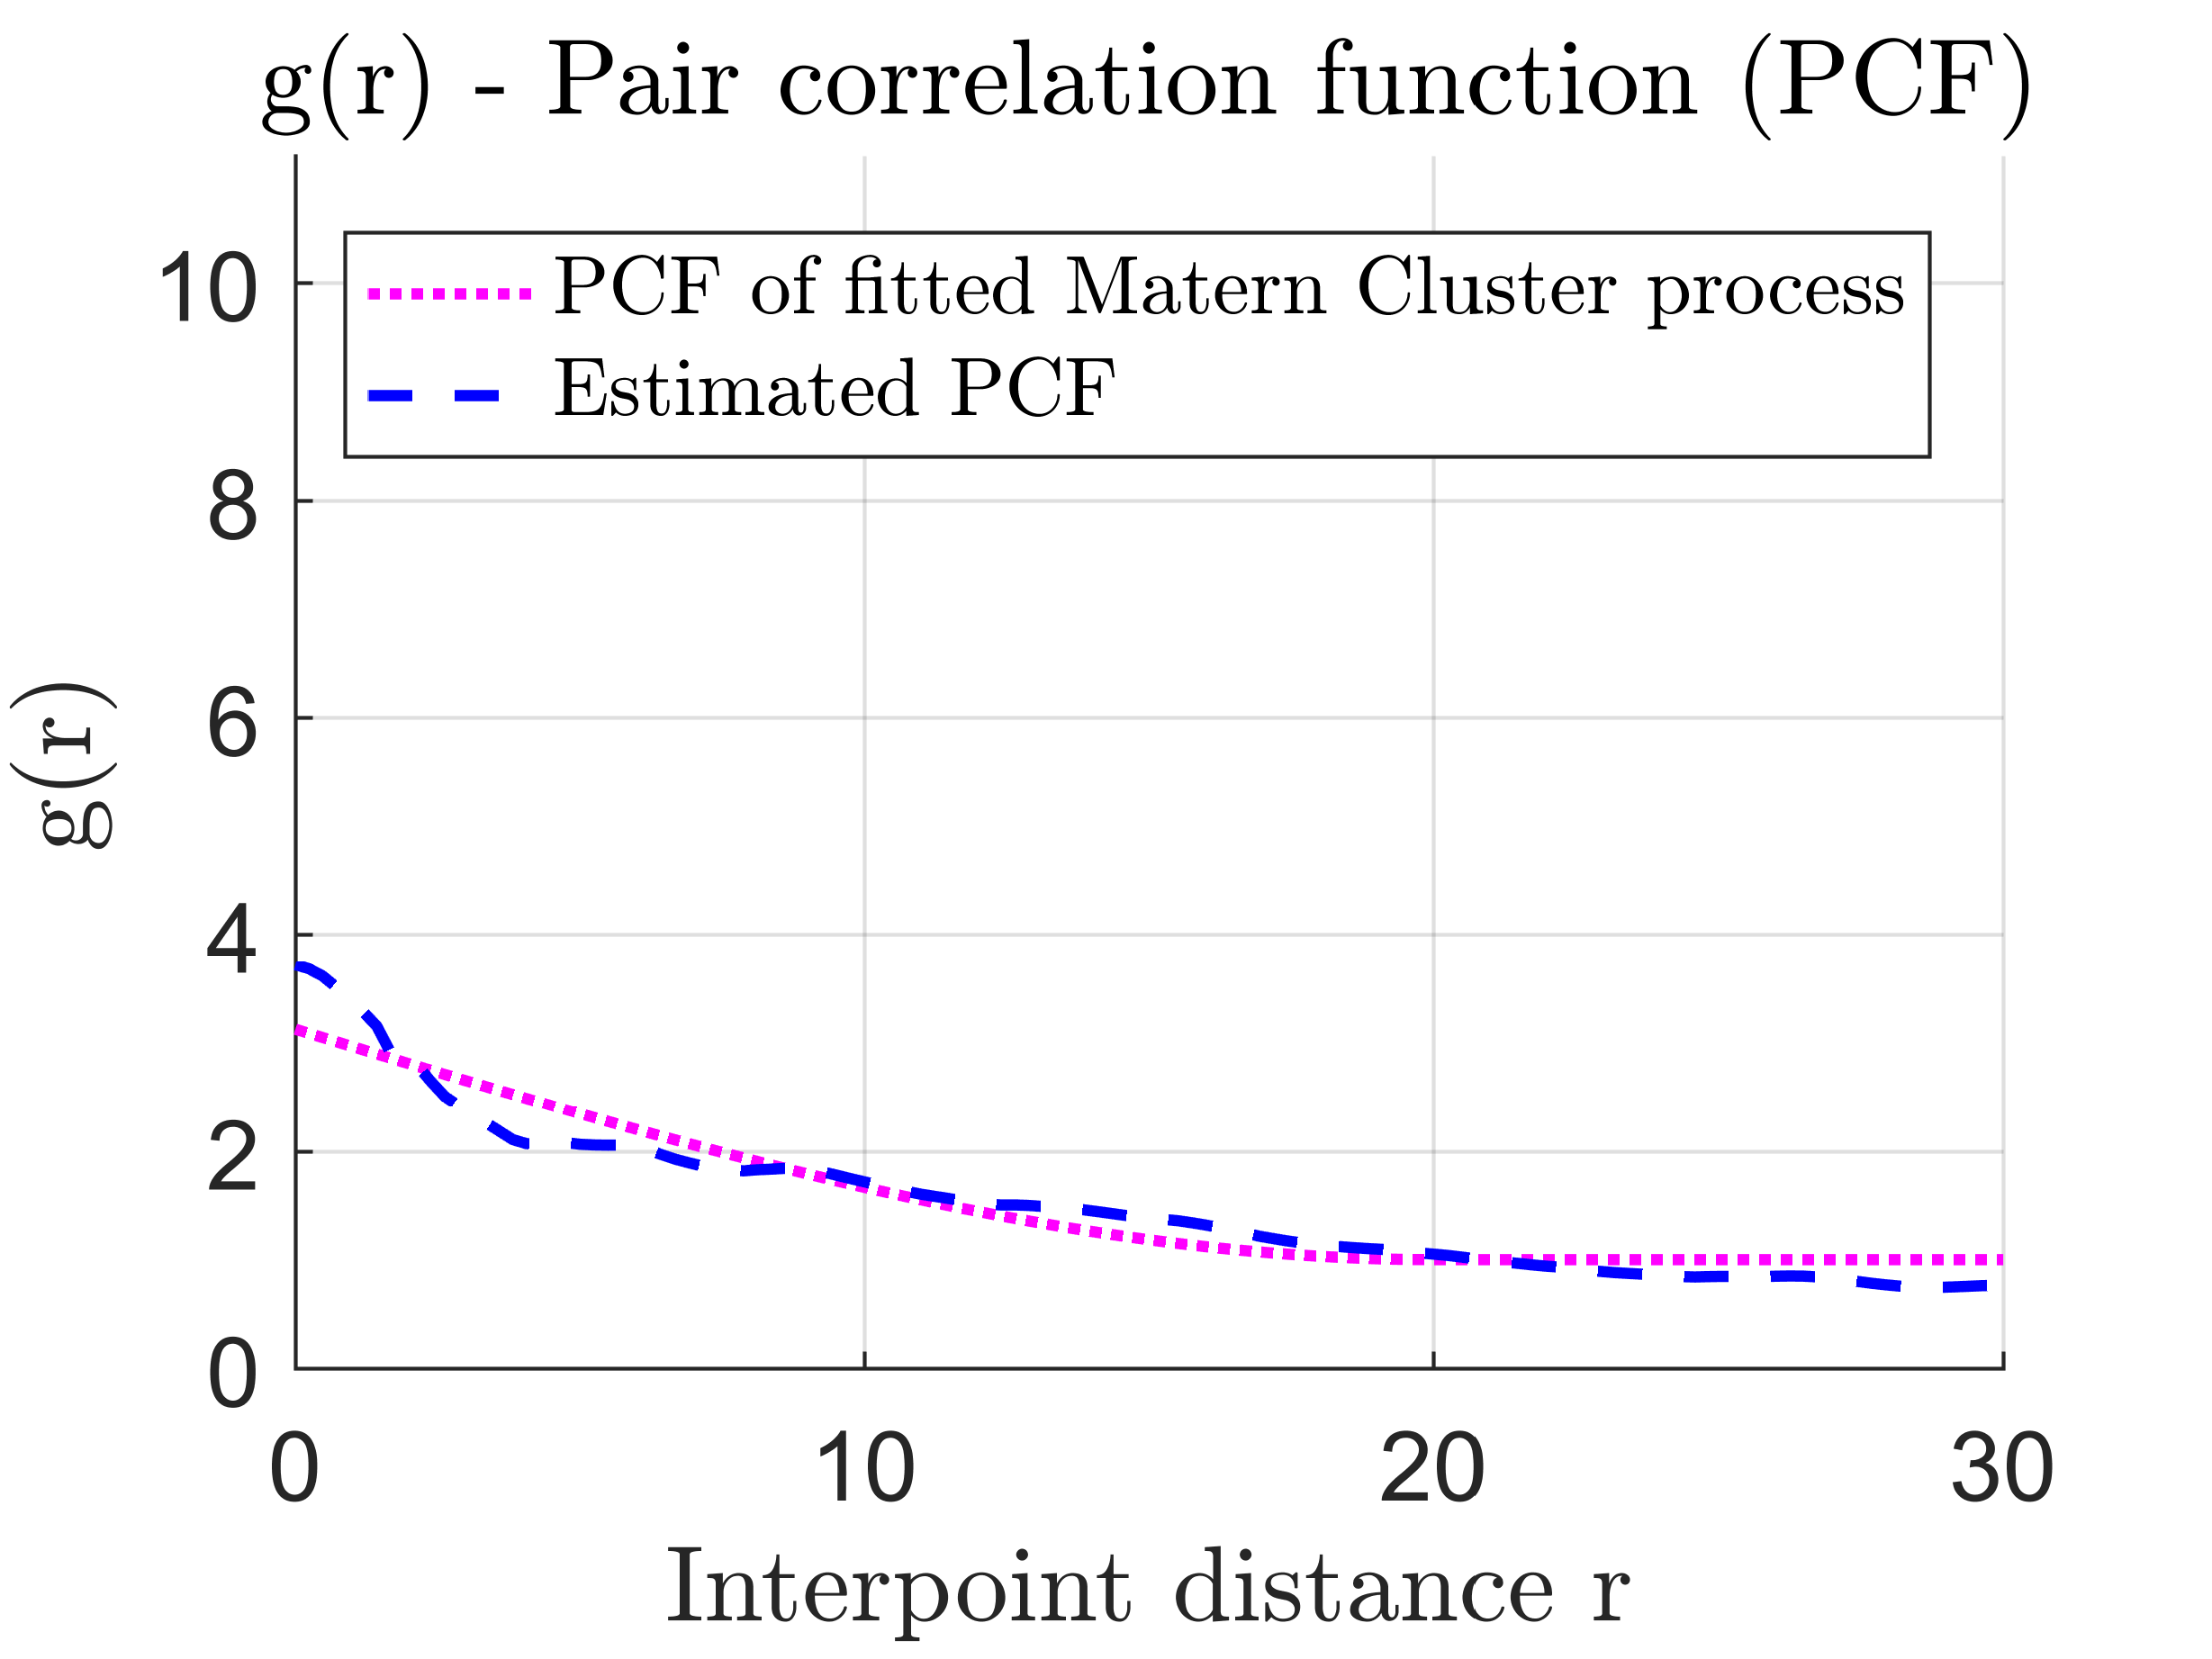 g(r) - Pair correlation function (PCF)
10
PCF of fitted Matern Cluster process
Estimated PCF
8
6
g(r)
4
2
0
0 10 20 30
Interpoint distance r